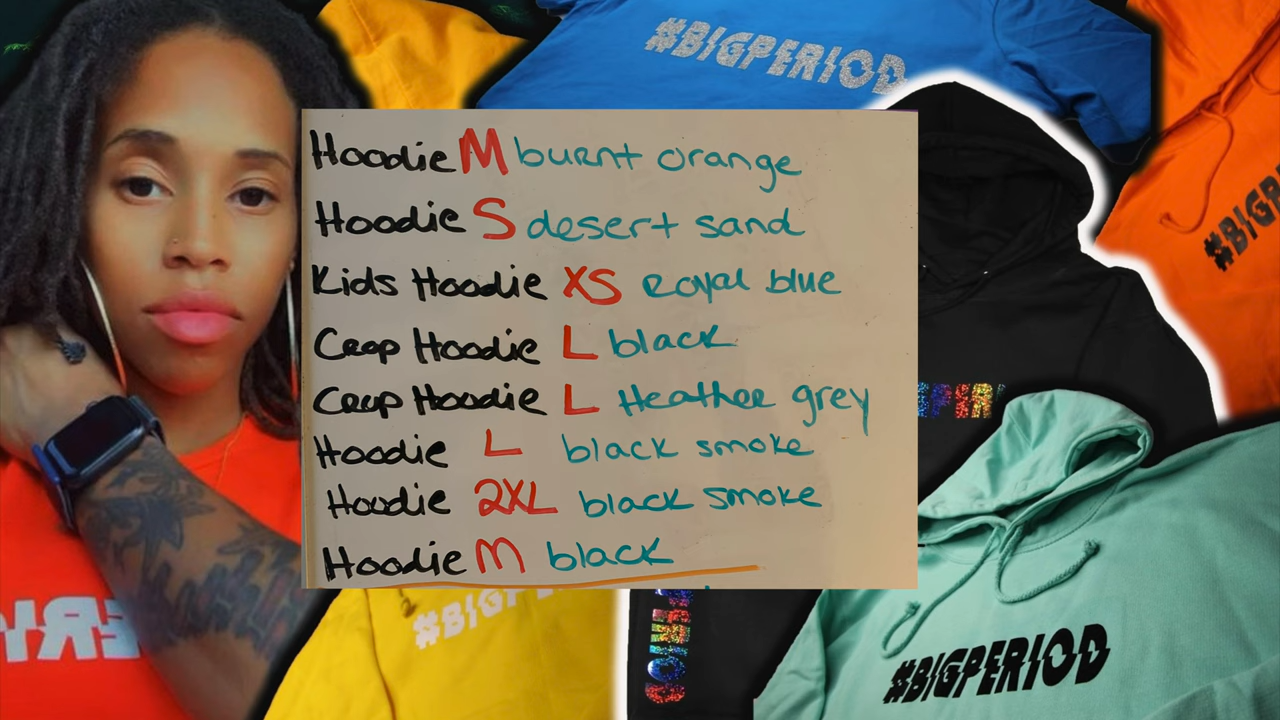 #BIGPERIOD
Hoodie M burnt orange
Hoodie S desert sand
Kids Hoodie XS Royal blue
Crop Hoodie L black
Crop Hoodie L Heather grey
Hoodie L black smoke
Hoodie 2XL black smoke
Hoodie M black
#BIGPERIOD